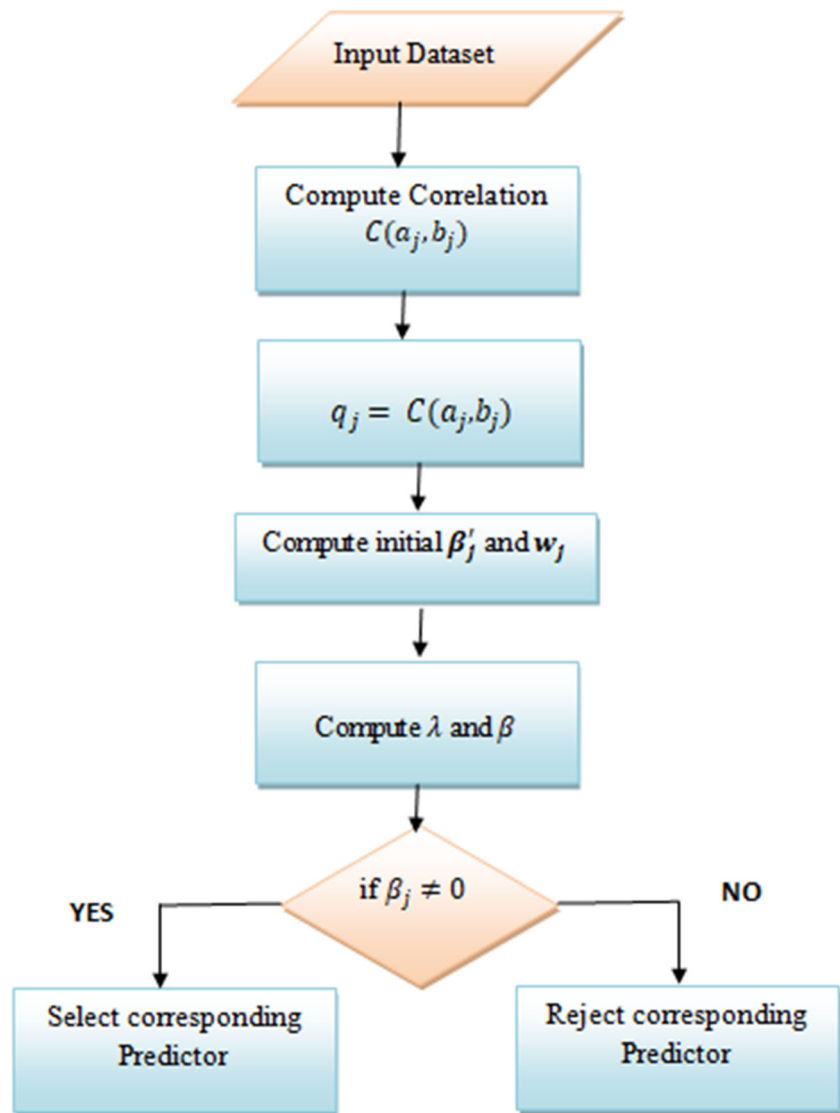 Input Dataset
Compute Correlation
C(a_j,b_j)
q_j = C(a_j,b_j)
Compute initial β′_j and w_j
Compute λ and β
if β_j ≠ 0
YES
NO
Select corresponding
Predictor
Reject corresponding
Predictor